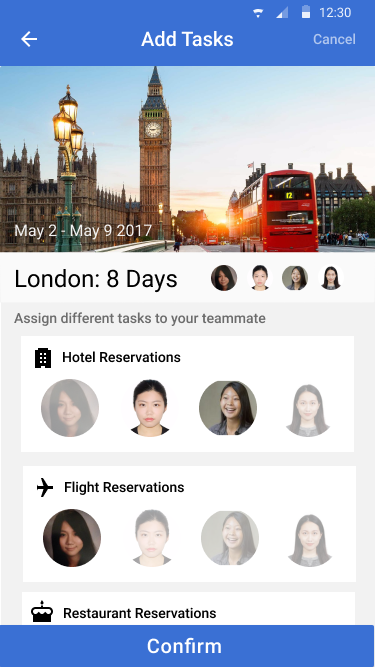 12:30
Add Tasks
Cancel
12
May 2 - May 9 2017
London: 8 Days
Assign different tasks to your teammate
Hotel Reservations
Flight Reservations
Restaurant Reservations
Confirm